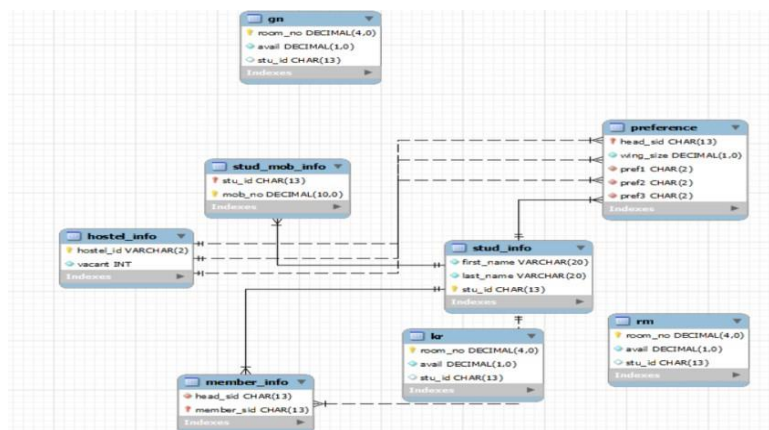 gn
room_no DECIMAL(4,0)
avail DECIMAL(1,0)
stu_id CHAR(13)
Indexes
preference
head_sid CHAR(13)
wing_size DECIMAL(1,0)
pref1 CHAR(2)
pref2 CHAR(2)
pref3 CHAR(2)
Indexes
stud_mob_info
stu_id CHAR(13)
mob_no DECIMAL(10,0)
Indexes
hostel_info
hostel_id VARCHAR(2)
vacant INT
Indexes
stud_info
first_name VARCHAR(20)
last_name VARCHAR(20)
stu_id CHAR(13)
Indexes
kr
room_no DECIMAL(4,0)
avail DECIMAL(1,0)
stu_id CHAR(13)
Indexes
rm
room_no DECIMAL(4,0)
avail DECIMAL(1,0)
stu_id CHAR(13)
Indexes
member_info
head_sid CHAR(13)
member_sid CHAR(13)
Indexes